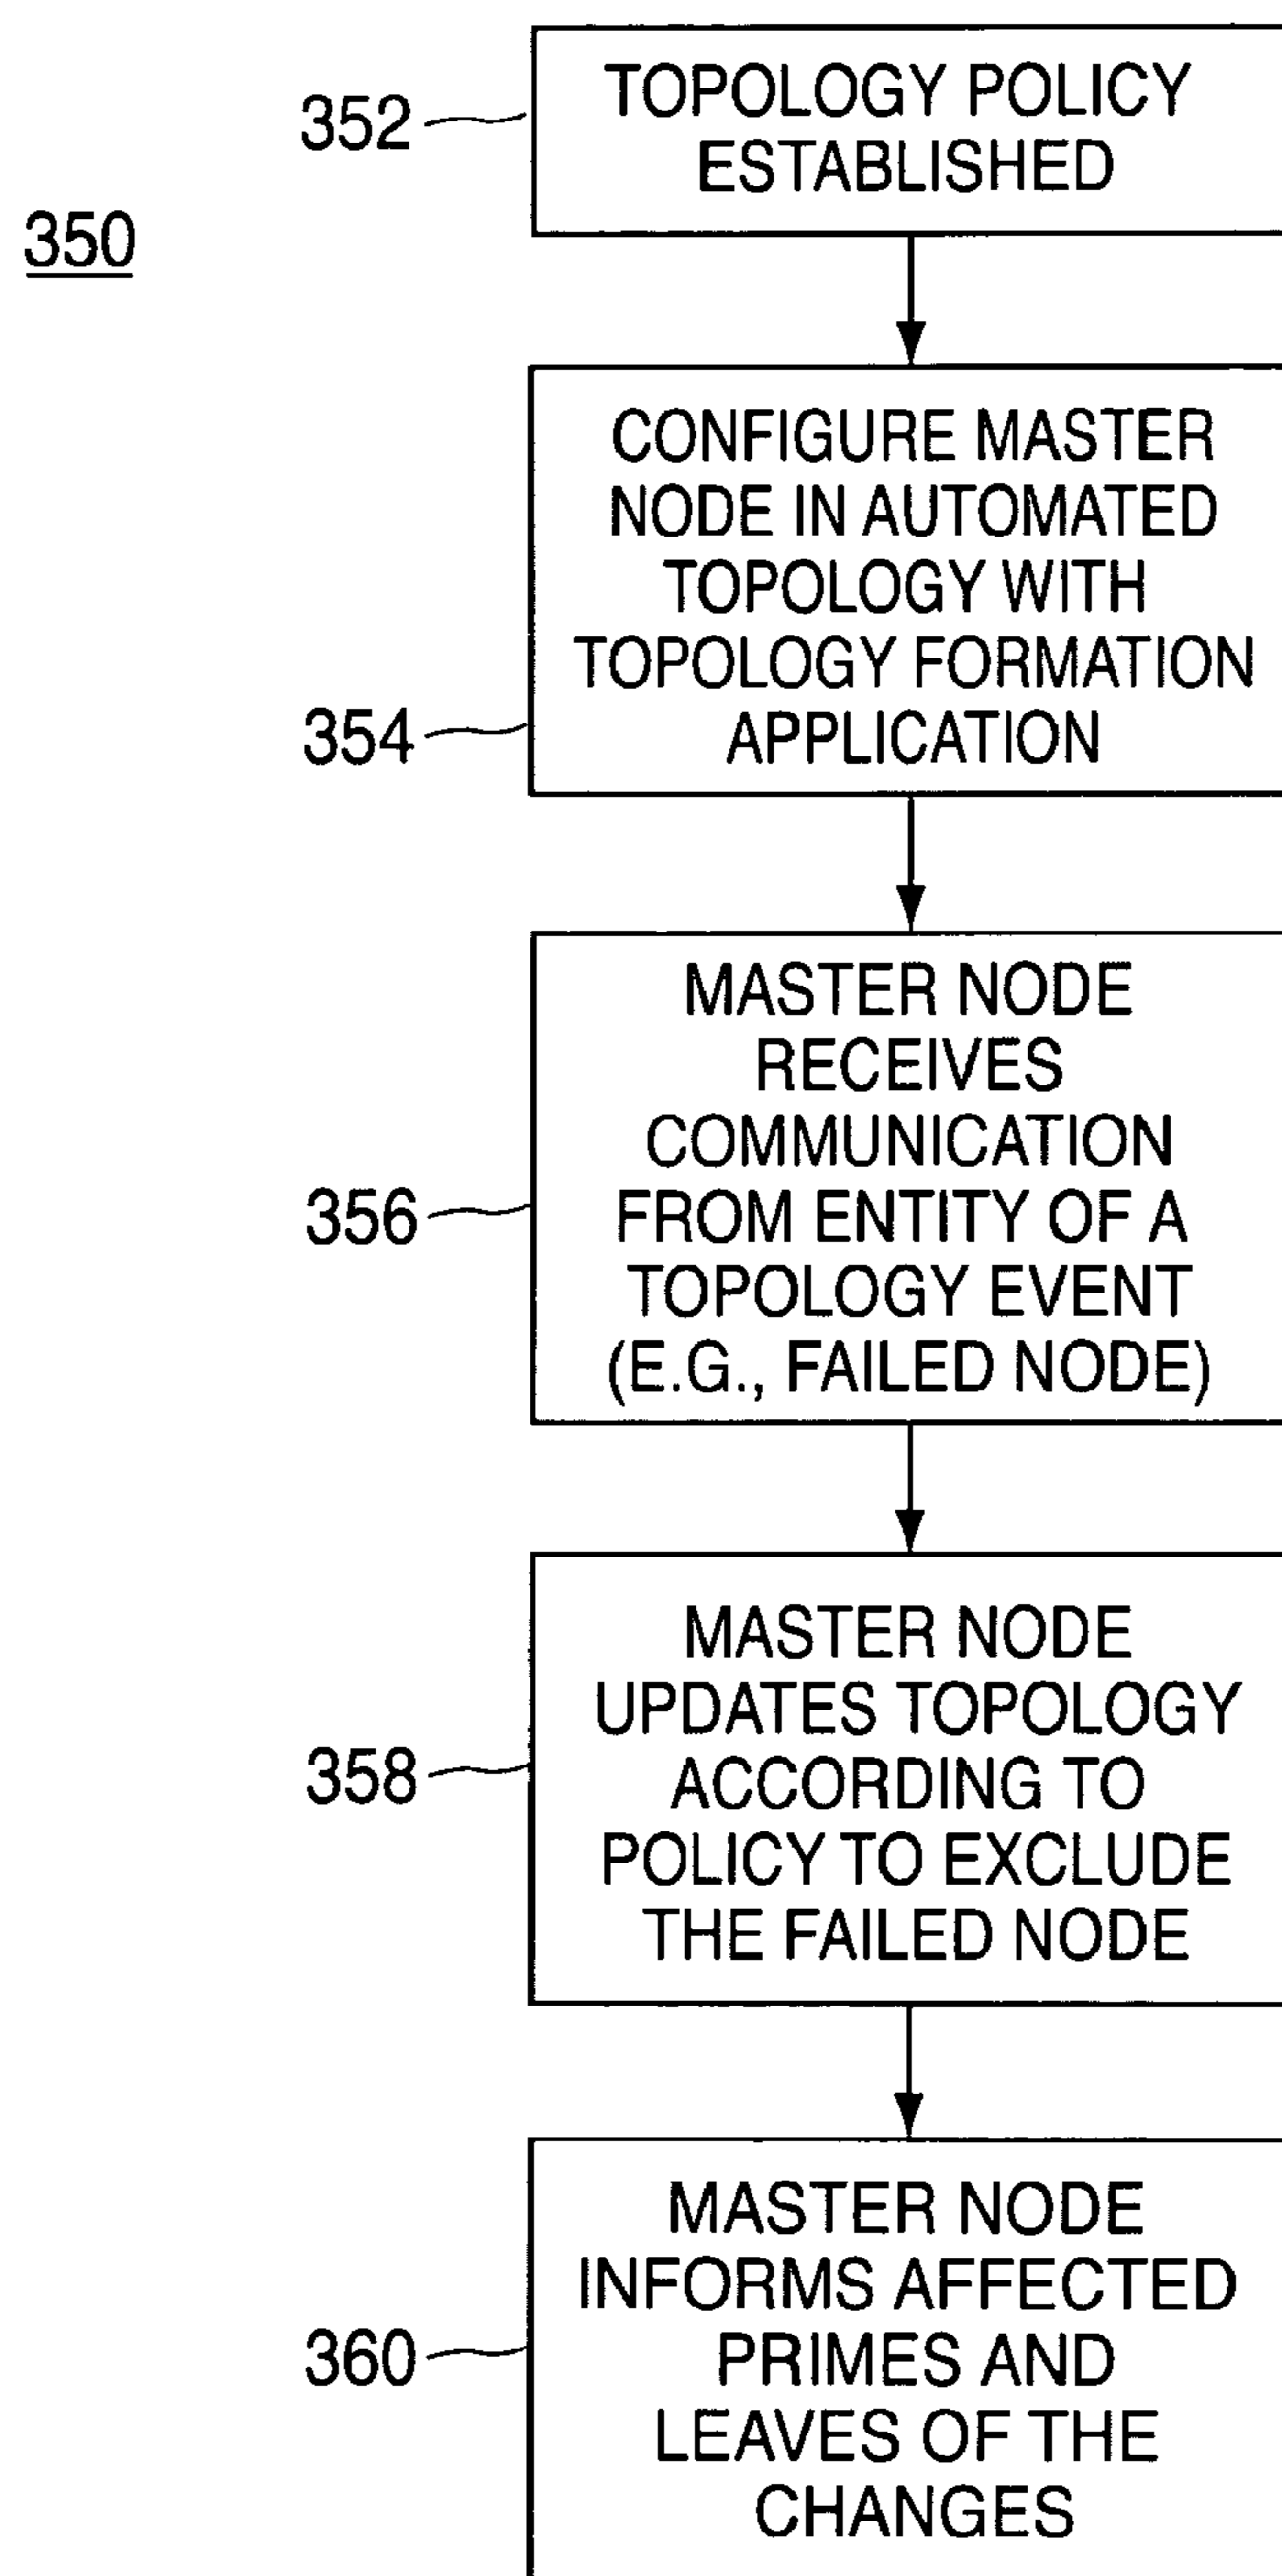 352
TOPOLOGY POLICY
ESTABLISHED
350
CONFIGURE MASTER
NODE IN AUTOMATED
TOPOLOGY WITH
TOPOLOGY FORMATION
APPLICATION
354
MASTER NODE
RECEIVES
COMMUNICATION
FROM ENTITY OF A
TOPOLOGY EVENT
(E.G., FAILED NODE)
356
MASTER NODE
UPDATES TOPOLOGY
ACCORDING TO
POLICY TO EXCLUDE
THE FAILED NODE
358
MASTER NODE
INFORMS AFFECTED
PRIMES AND
LEAVES OF THE
CHANGES
360